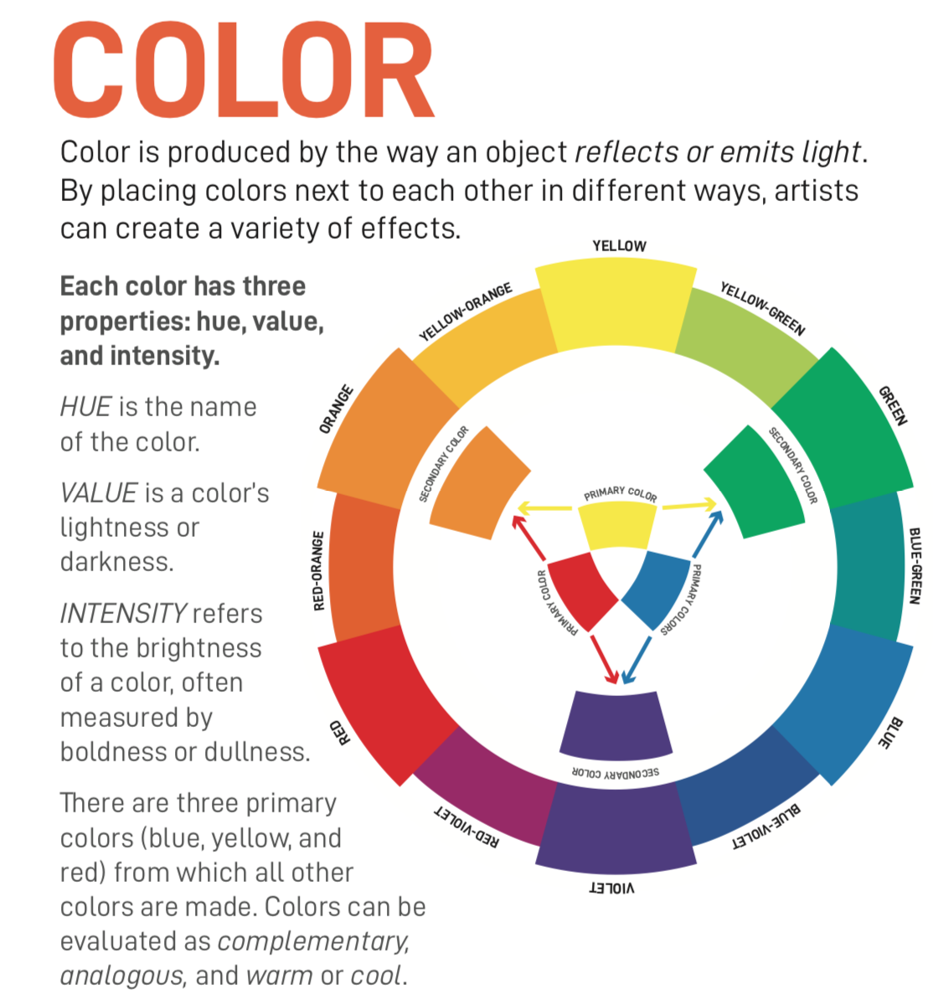 COLOR
Color is produced by the way an object reflects or emits light.
By placing colors next to each other in different ways, artists
can create a variety of effects.
Each color has three
properties: hue, value,
and intensity.
HUE is the name
of the color.
VALUE is a color's
lightness or
darkness.
INTENSITY refers
to the brightness
of a color, often
measured by
boldness or dullness.
There are three primary
colors (blue, yellow, and
red) from which all other
colors are made. Colors can be
evaluated as complementary,
analogous, and warm or cool.
YELLOW
YELLOW-GREEN
GREEN
BLUE-GREEN
BLUE
BLUE-VIOLET
VIOLET
RED-VIOLET
RED
RED-ORANGE
ORANGE
YELLOW-ORANGE
SECONDARY COLOR
SECONDARY COLOR
PRIMARY COLOR
PRIMARY COLOR
PRIMARY COLORS
SECONDARY COLOR